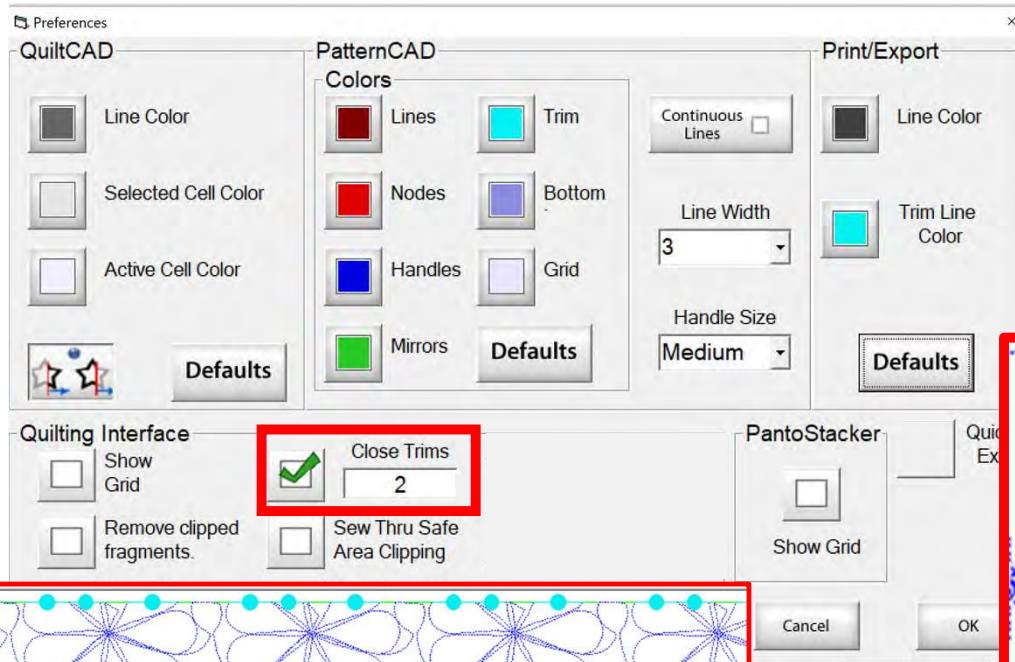 Preferences
QuiltCAD
Line Color
Selected Cell Color
Active Cell Color
Defaults
PatternCAD
Colors
Lines
Trim
Nodes
Bottom
Handles
Grid
Mirrors
Defaults
Continuous
Lines
Line Width
3
Handle Size
Medium
Print/Export
Line Color
Trim Line
Color
Defaults
Quilting Interface
Show
Grid
Close Trims
2
Remove clipped
fragments.
Sew Thru Safe
Area Clipping
PantoStacker
Show Grid
Cancel
OK